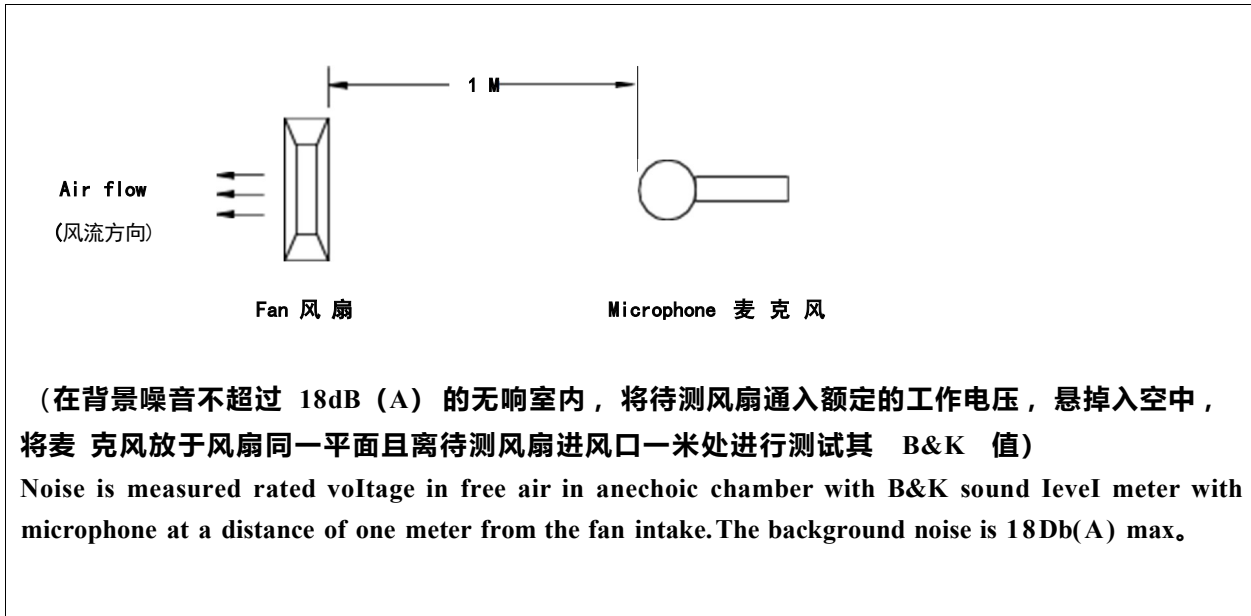 1 M
Air flow
(风流方向)
Fan 风 扇
Microphone 麦 克 风
（在背景噪音不超过 18dB（A）的无响室内，将待测风扇通入额定的工作电压，悬掉入空中，
将麦 克风放于风扇同一平面且离待测风扇进风口一米处进行测试其 B&K 值)
Noise is measured rated voItage in free air in anechoic chamber with B&K sound IeveI meter with
microphone at a distance of one meter from the fan intake.The background noise is 18Db(A) max。